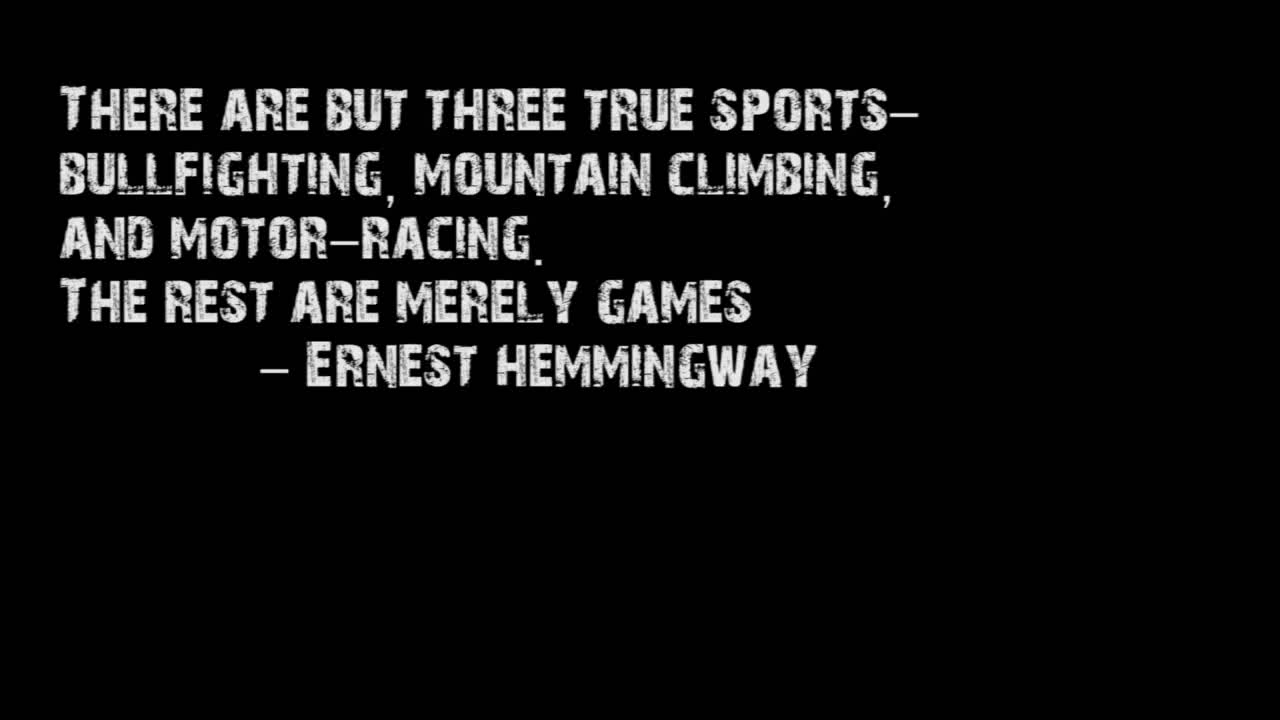 There are but three true sports–
bullfighting, mountain climbing,
and motor–racing.
The rest are merely games
– Ernest hemmingway